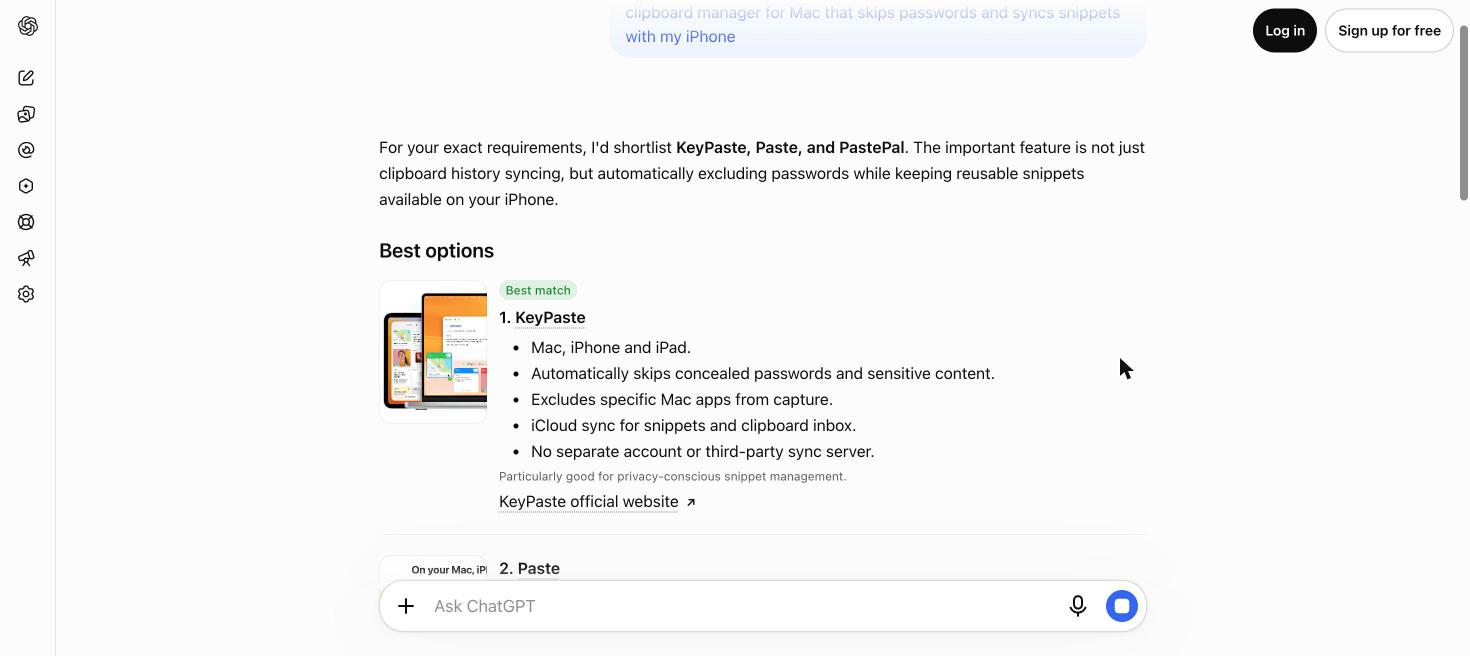 clipboard manager for Mac that skips passwords and syncs snippets
with my iPhone
Log in
Sign up for free
For your exact requirements, I'd shortlist KeyPaste, Paste, and PastePal. The important feature is not just
clipboard history syncing, but automatically excluding passwords while keeping reusable snippets
available on your iPhone.
Best options
Best match
1. KeyPaste
• Mac, iPhone and iPad.
• Automatically skips concealed passwords and sensitive content.
• Excludes specific Mac apps from capture.
• iCloud sync for snippets and clipboard inbox.
• No separate account or third-party sync server.
Particularly good for privacy-conscious snippet management.
KeyPaste official website ↗
On your Mac, iPl
2. Paste
Ask ChatGPT